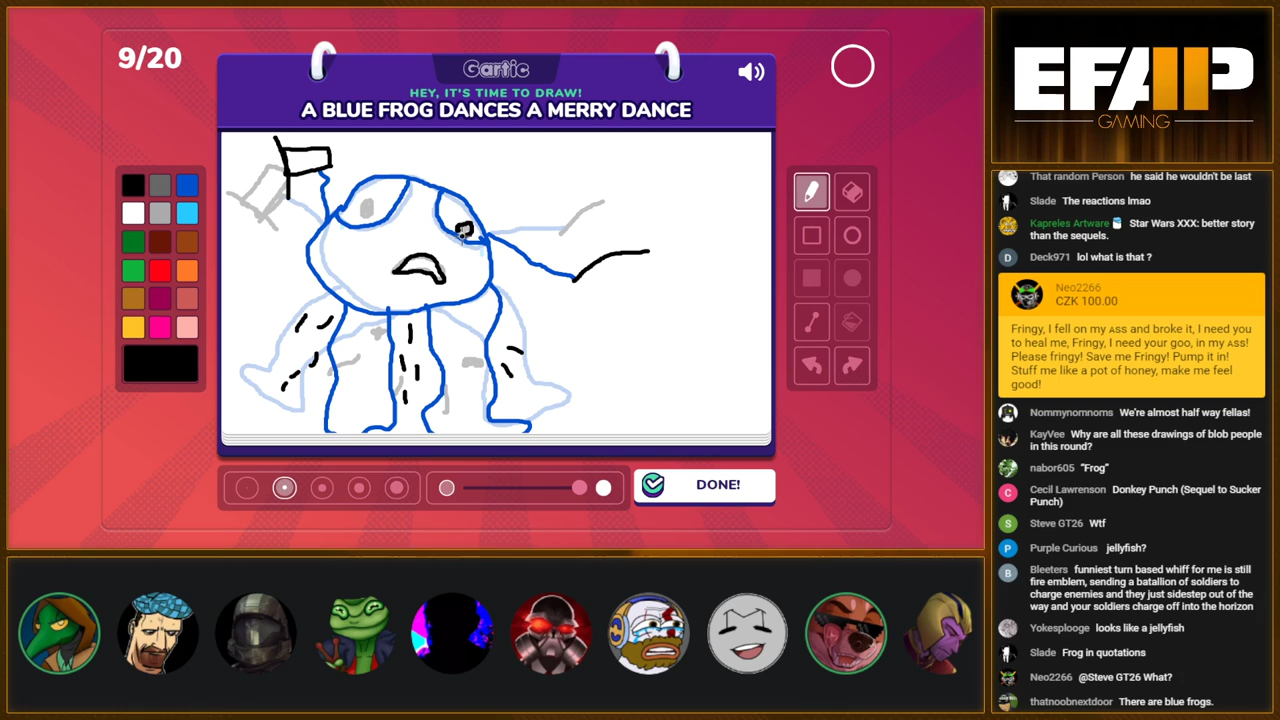 9/20
Gartic
HEY, IT'S TIME TO DRAW!
A BLUE FROG DANCES A MERRY DANCE
DONE!
EFAP
GAMING
That random Person he said he wouldn't be last
Slade The reactions lmao
Kapreles Artware Star Wars XXX: better story
than the sequels.
Deck971 lol what is that ?
Neo2266
CZK 100.00
Fringy, I fell on my ass and broke it, I need you
to heal me, Fringy, I need your goo, in my ass!
Please fringy! Save me Fringy! Pump it in!
Stuff me like a pot of honey, make me feel
good!
Nommynomnoms We're almost half way fellas!
KayVee Why are all these drawings of blob people
in this round?
nabor605 “Frog”
Cecil Lawrenson Donkey Punch (Sequel to Sucker
Punch)
Steve GT26 Wtf
Purple Curious jellyfish?
Bleeters funniest turn based whiff for me is still
fire emblem, sending a batallion of soldiers to
charge enemies and they just sidestep out of the
way and your soldiers charge off into the horizon
Yokesplooge looks like a jellyfish
Slade Frog in quotations
Neo2266 @Steve GT26 What?
thatnoobnextdoor There are blue frogs.